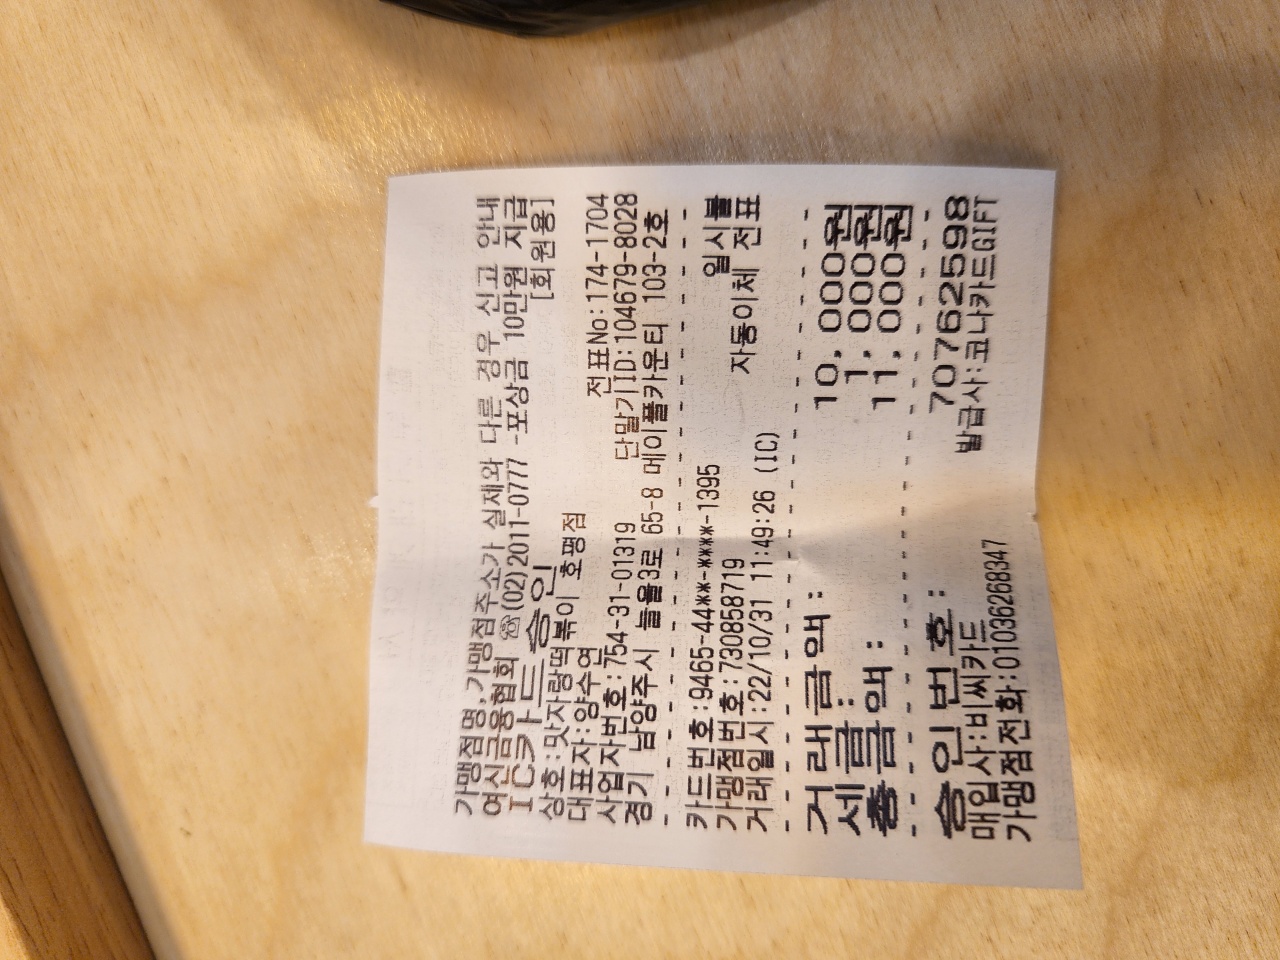 가맹점명,가맹점주소가 실제와 다른 경우 신고 안내
여신금융협회 ☏(02)2011-0777 -포상금 10만원 지급
IC카드승인 [회원용]
상호:맛자랑떡볶이 호평점
대표자:양수연 전표No:174-1704
사업자번호:754-31-01319 단말기ID:104679-8028
경기 남양주시 늘을3로 65-8 메이플카운티 103-2호
카드번호:9465-44**-****-1395 일시불
가맹점번호:730858719 자동이체 전표
거래일시:22/10/31 11:49:26 (IC)
거래금액: 10,000원
세금: 1,000원
총금액: 11,000원
승인번호: 70762598
매입사:비씨카드 발급사:코나카드GIFT
가맹점전화:01036268347